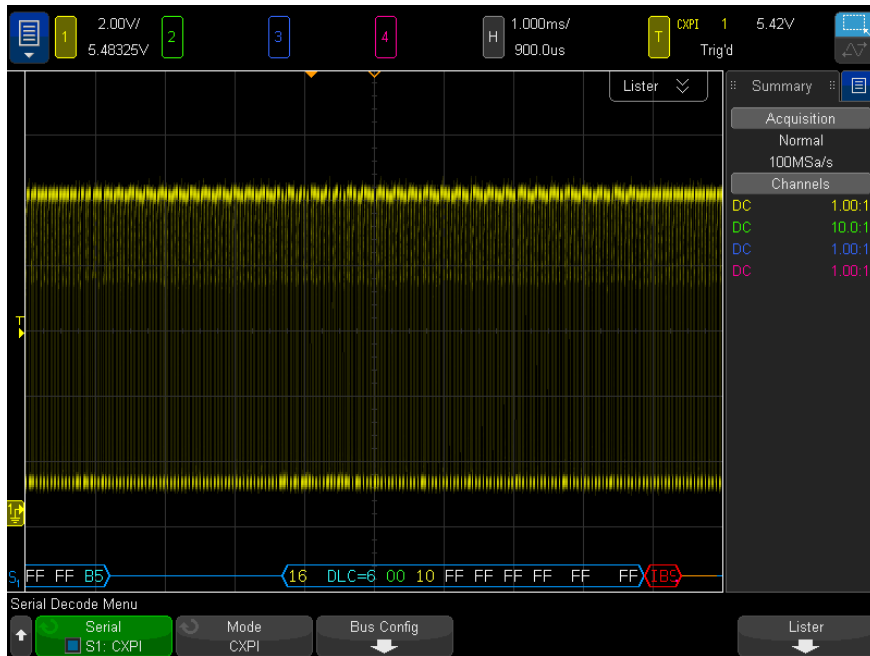 1 2.00V/ 5.48325V 2 3 4 H 1.000ms/ 900.0us T CXPI 1 5.42V Trig'd
Lister
Summary
Acquisition
Normal
100MSa/s
Channels
DC 1.00:1
DC 10.0:1
DC 1.00:1
DC 1.00:1
T
1
S1 FF FF B5 16 DLC=6 00 10 FF FF FF FF FF FF IBS
Serial Decode Menu
Serial
S1: CXPI
Mode
CXPI
Bus Config
Lister